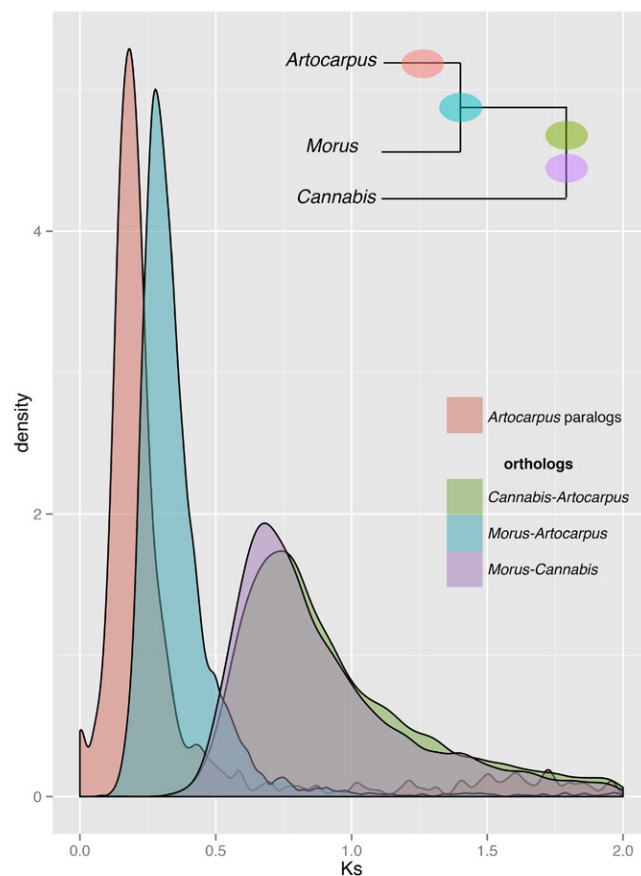 Artocarpus
Morus
Cannabis
4
2
0
density
Artocarpus paralogs
orthologs
Cannabis-Artocarpus
Morus-Artocarpus
Morus-Cannabis
0.0 0.5 1.0 1.5 2.0
Ks